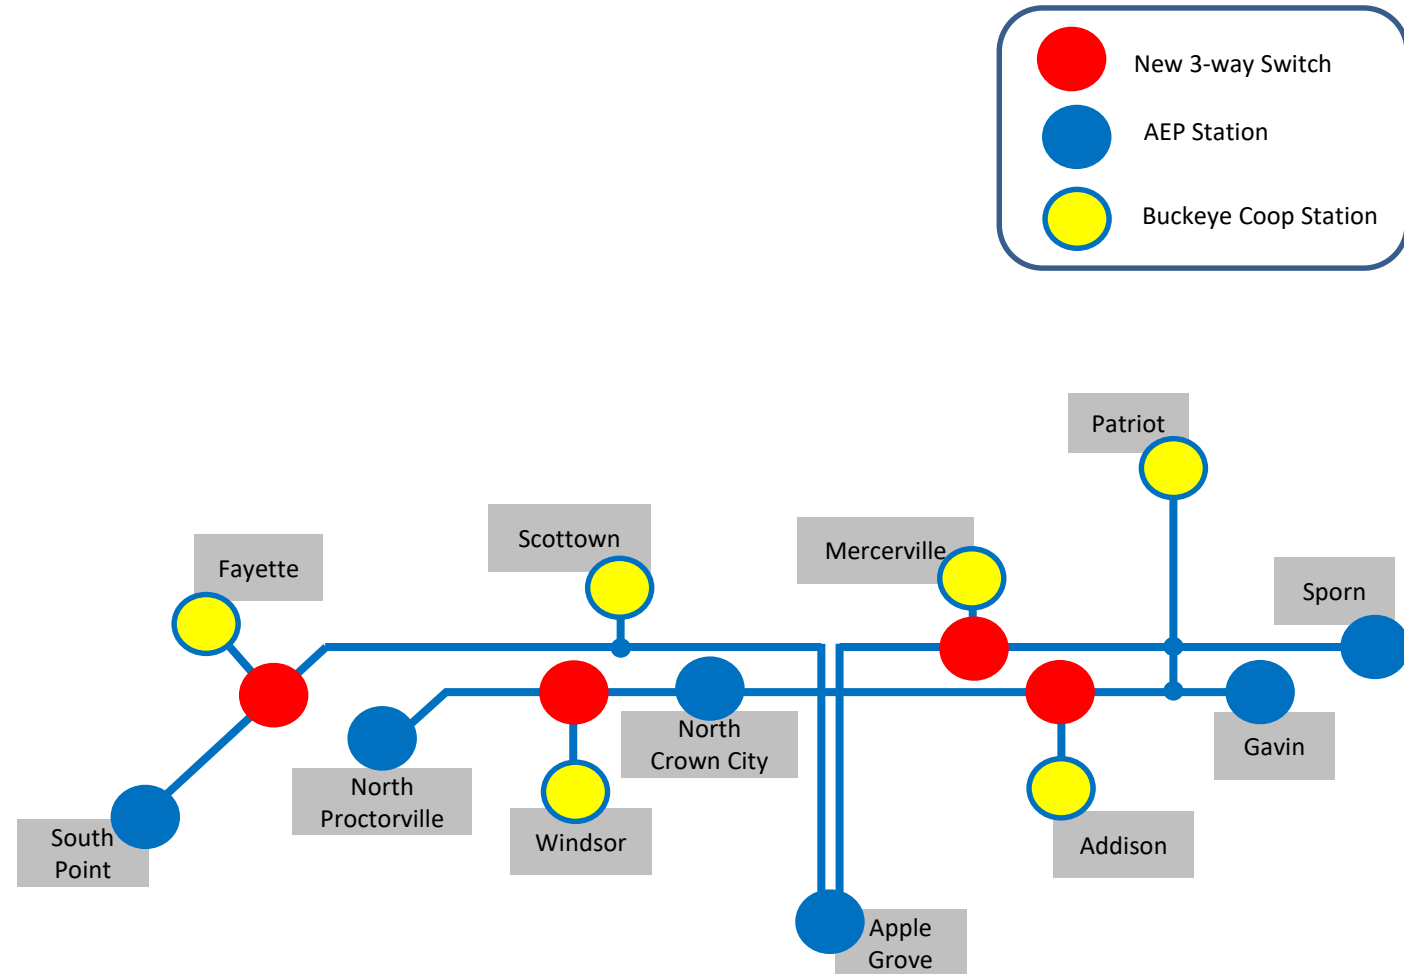 New 3-way Switch
AEP Station
Buckeye Coop Station
Patriot
Scottown
Mercerville
Fayette
Sporn
North
Crown City
Gavin
North
Proctorville
South
Point
Windsor
Addison
Apple
Grove